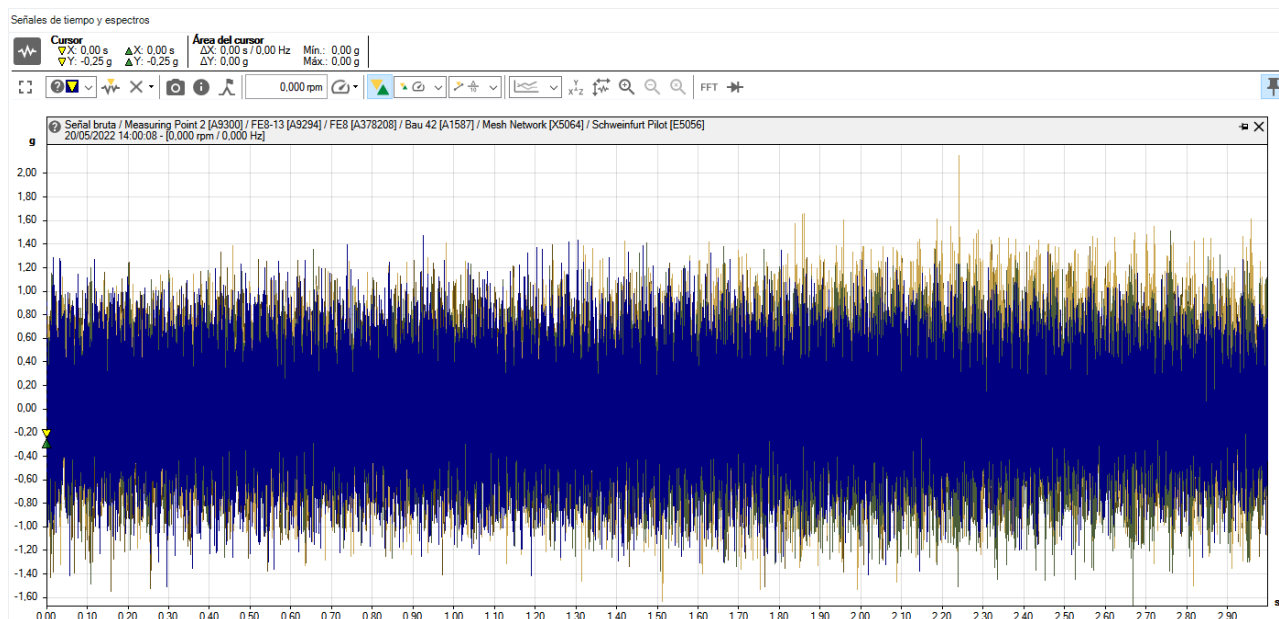 Señales de tiempo y espectros
Cursor
X: 0,00 s X: 0,00 s
Y: -0,25 g Y: -0,25 g
Área del cursor
ΔX: 0,00 s / 0,00 Hz Mín.: 0,00 g
ΔY: 0,00 g Máx.: 0,00 g
0,000 rpm
FFT
Señal bruta / Measuring Point 2 [A9300] / FE8-13 [A9294] / FE8 [A378208] / Bau 42 [A1587] / Mesh Network [X5064] / Schweinfurt Pilot [E5056]
20/05/2022 14:00:08 - [0,000 rpm / 0,000 Hz]
g
2,00
1,80
1,60
1,40
1,20
1,00
0,80
0,60
0,40
0,20
0,00
-0,20
-0,40
-0,60
-0,80
-1,00
-1,20
-1,40
-1,60
s
0,00 0,10 0,20 0,30 0,40 0,50 0,60 0,70 0,80 0,90 1,00 1,10 1,20 1,30 1,40 1,50 1,60 1,70 1,80 1,90 2,00 2,10 2,20 2,30 2,40 2,50 2,60 2,70 2,80 2,90